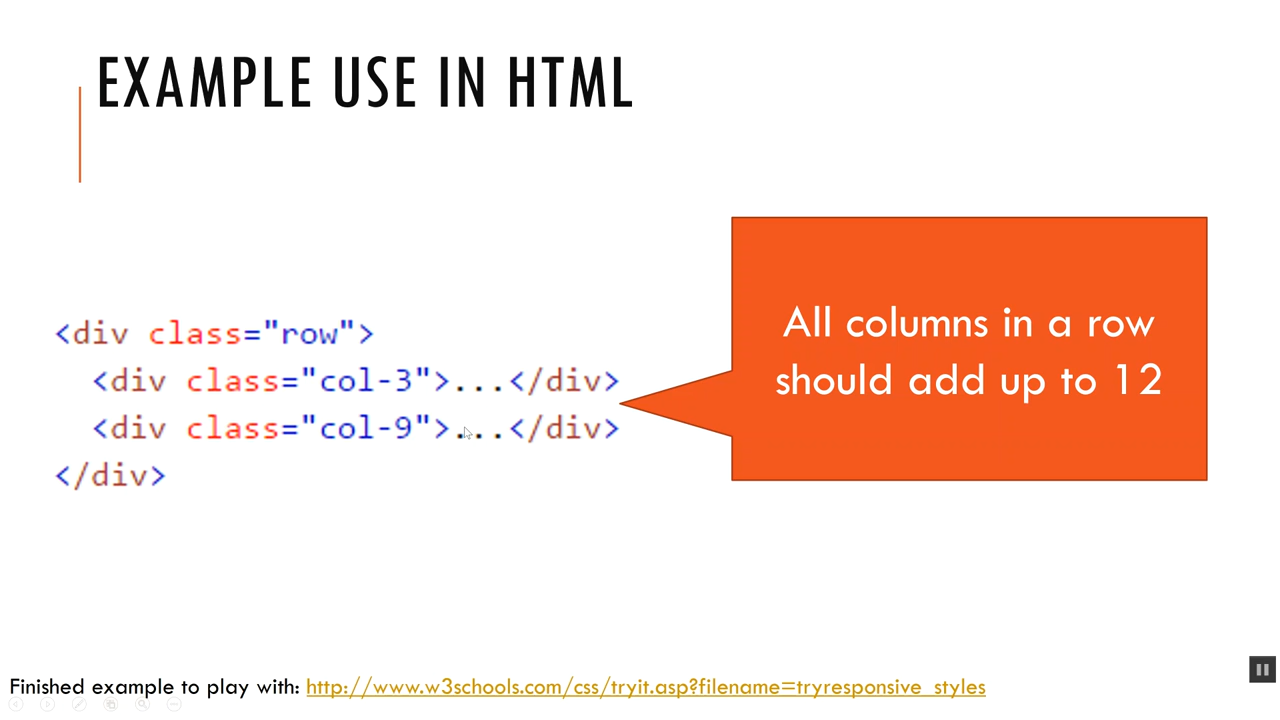 EXAMPLE USE IN HTML
<div class="row">
<div class="col-3">...</div>
<div class="col-9">...</div>
</div>
All columns in a row
should add up to 12
Finished example to play with: http://www.w3schools.com/css/tryit.asp?filename=tryresponsive_styles